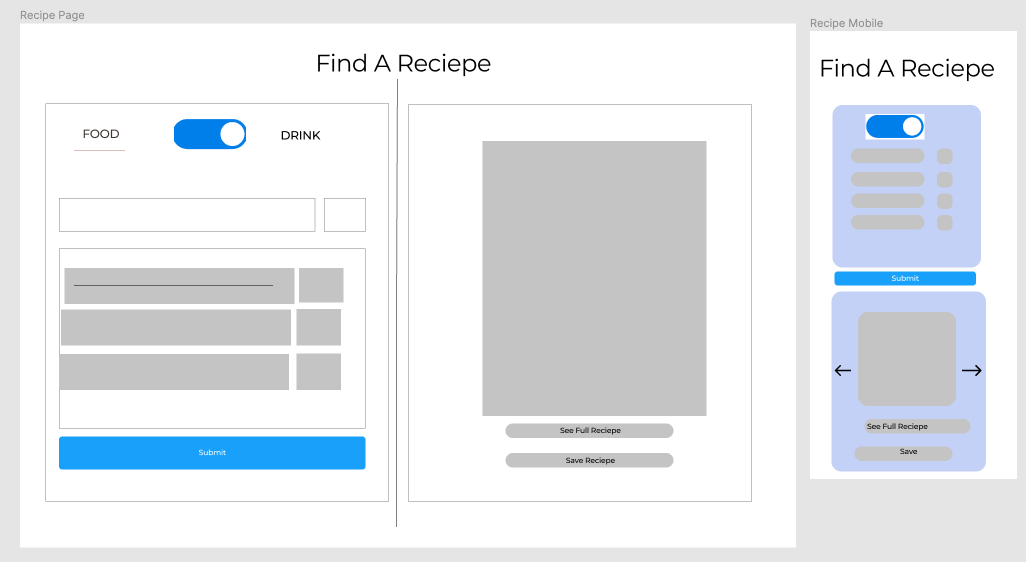 Recipe Page
Find A Reciepe
FOOD
DRINK
Submit
See Full Reciepe
Save Reciepe
Recipe Mobile
Find A Reciepe
Submit
See Full Reciepe
Save